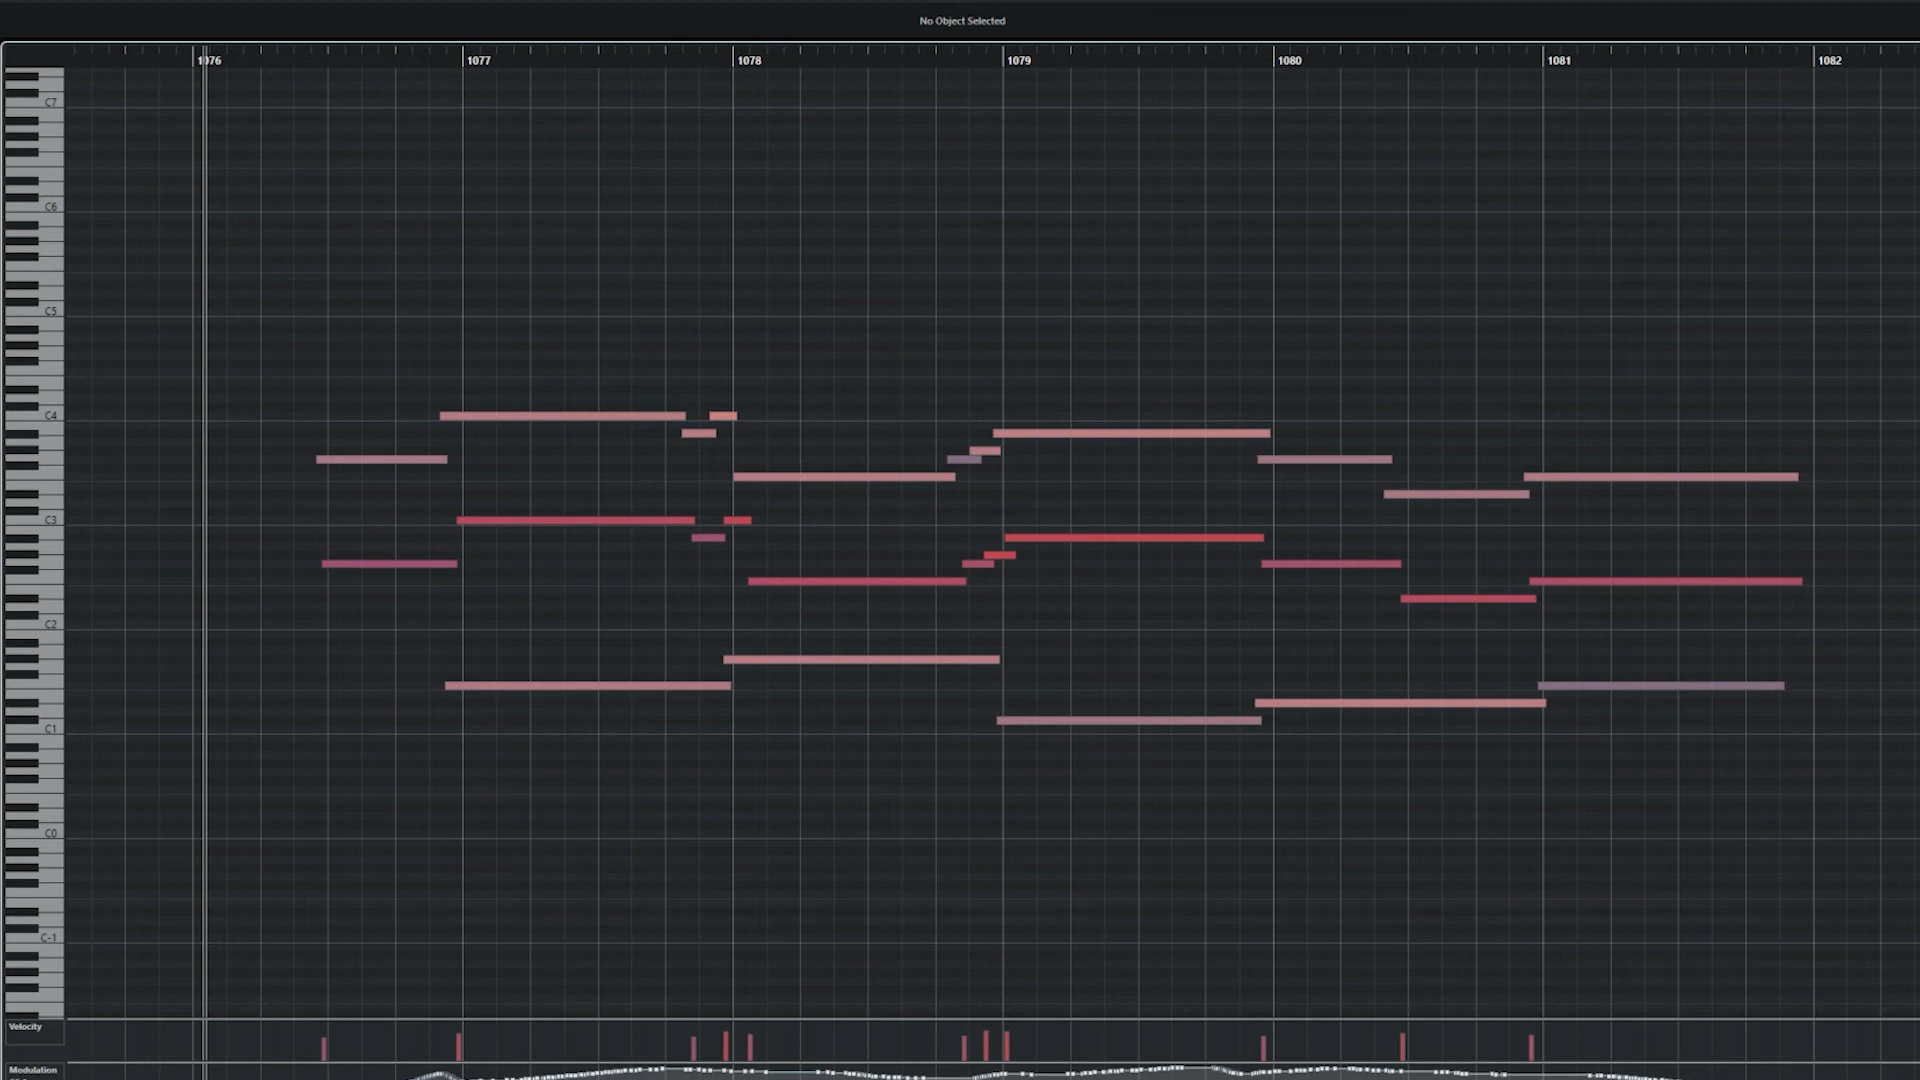 No Object Selected
1076 1077 1078 1079 1080 1081 1082
C7
C6
C5
C4
C3
C2
C1
C0
C-1
Velocity
Modulation